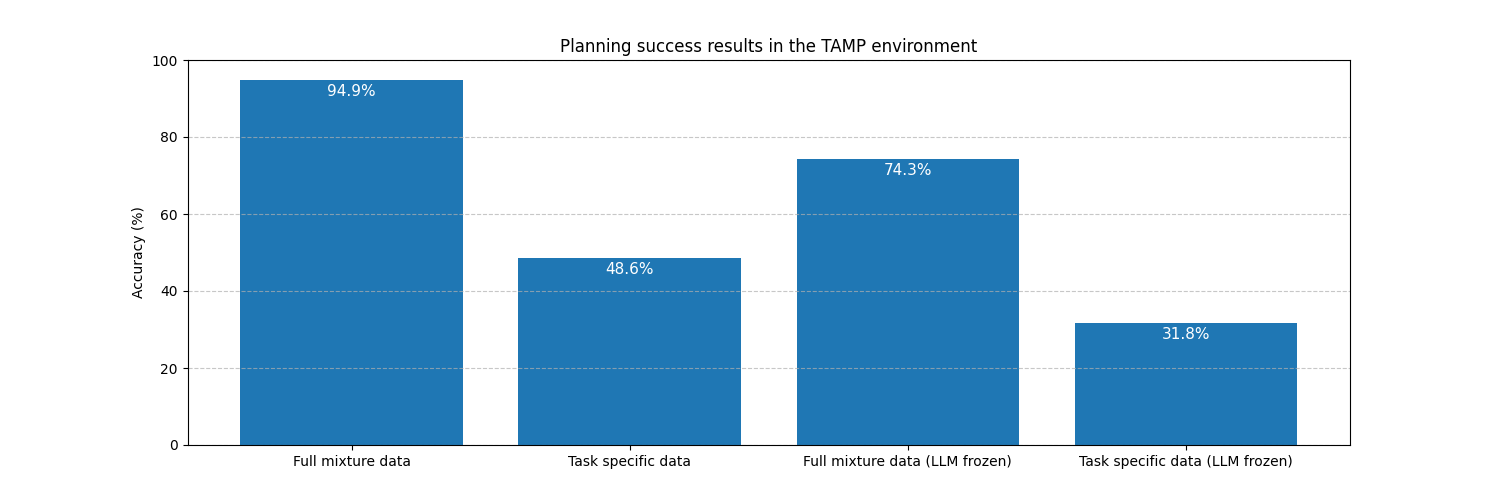 Planning success results in the TAMP environment
Accuracy (%)
100
80
60
40
20
0
94.9%
48.6%
74.3%
31.8%
Full mixture data
Task specific data
Full mixture data (LLM frozen)
Task specific data (LLM frozen)